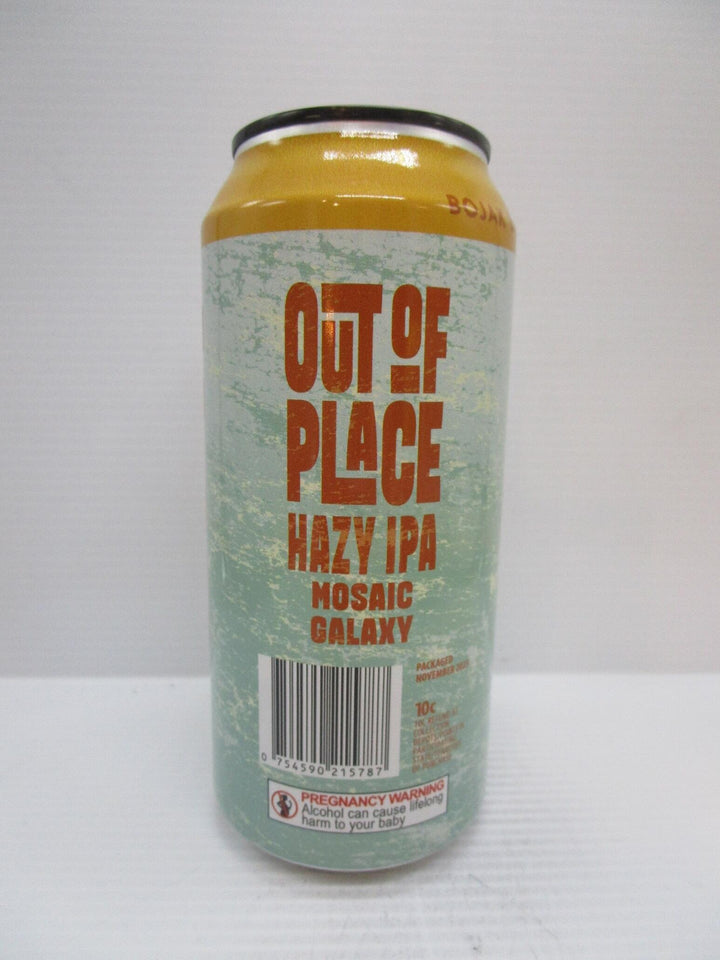 BOJAK
OUT OF
PLACE
HAZY IPA
MOSAIC
GALAXY
PACKAGED
NOVEMBER
10c
0 754590 215787
PREGNANCY WARNING
Alcohol can cause lifelong
harm to your baby